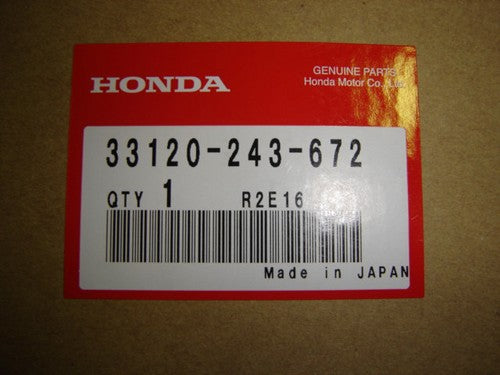 HONDA
GENUINE PARTS
Honda Motor Co., Ltd.
33120-243-672
QTY 1 R2E16
Made in JAPAN